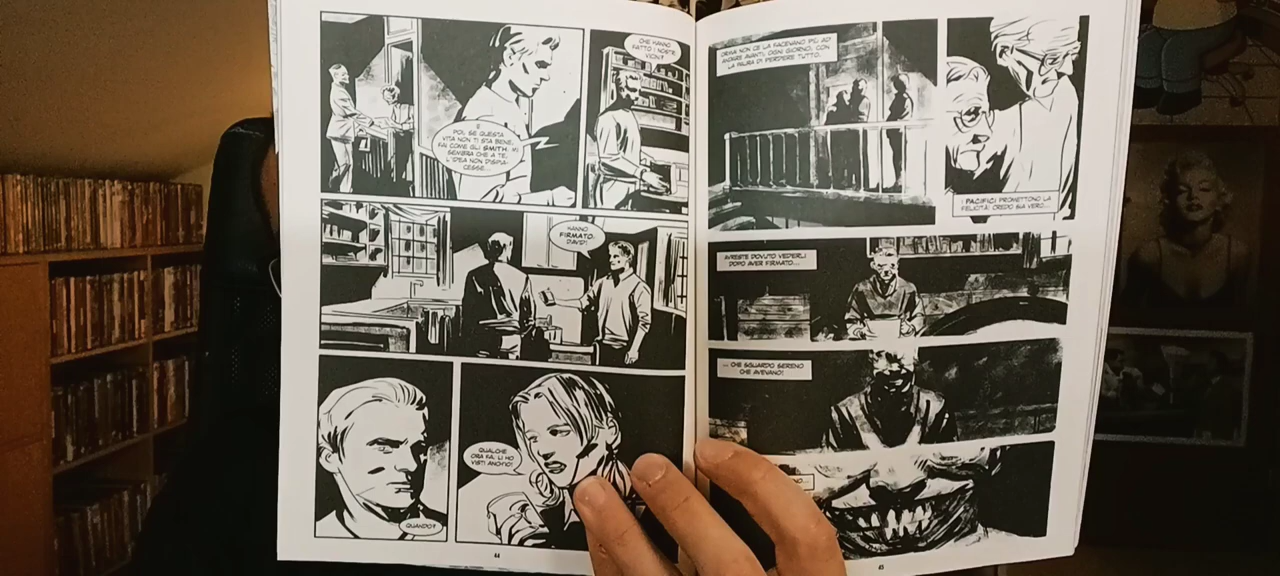 CHE HANNO
FATTO I NOSTRI
VICINI?
E
POI, SE QUESTA
VITA NON TI STA BENE,
FAI COME GLI SMITH. MI
SEMBRA CHE A TE,
L'IDEA NON DISPIA-
CESSE...
HANNO
FIRMATO,
DAVID!
QUANDO?
QUALCHE
ORA FA. LI HO
VISTI ANCH'IO!
44
ORMAI NON CE LA FACEVANO PIÙ AD
ANDARE AVANTI, OGNI GIORNO, CON
LA PAURA DI PERDERE TUTTO.
I PACIFICI PROMETTONO LA
FELICITÀ! CREDO SIA VERO...
AVRESTE DOVUTO VEDERLI
DOPO AVER FIRMATO...
... CHE SGUARDO SERENO
CHE AVEVANO!
45